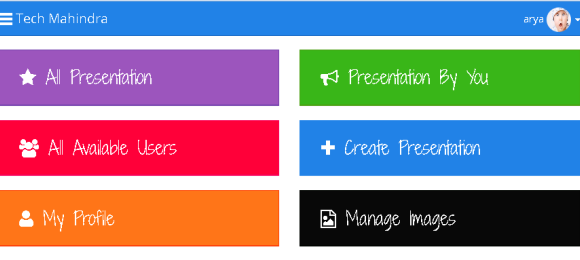 Tech Mahindra
arya
All Presentation
Presentation By You
All Available Users
Create Presentation
My Profile
Manage Images